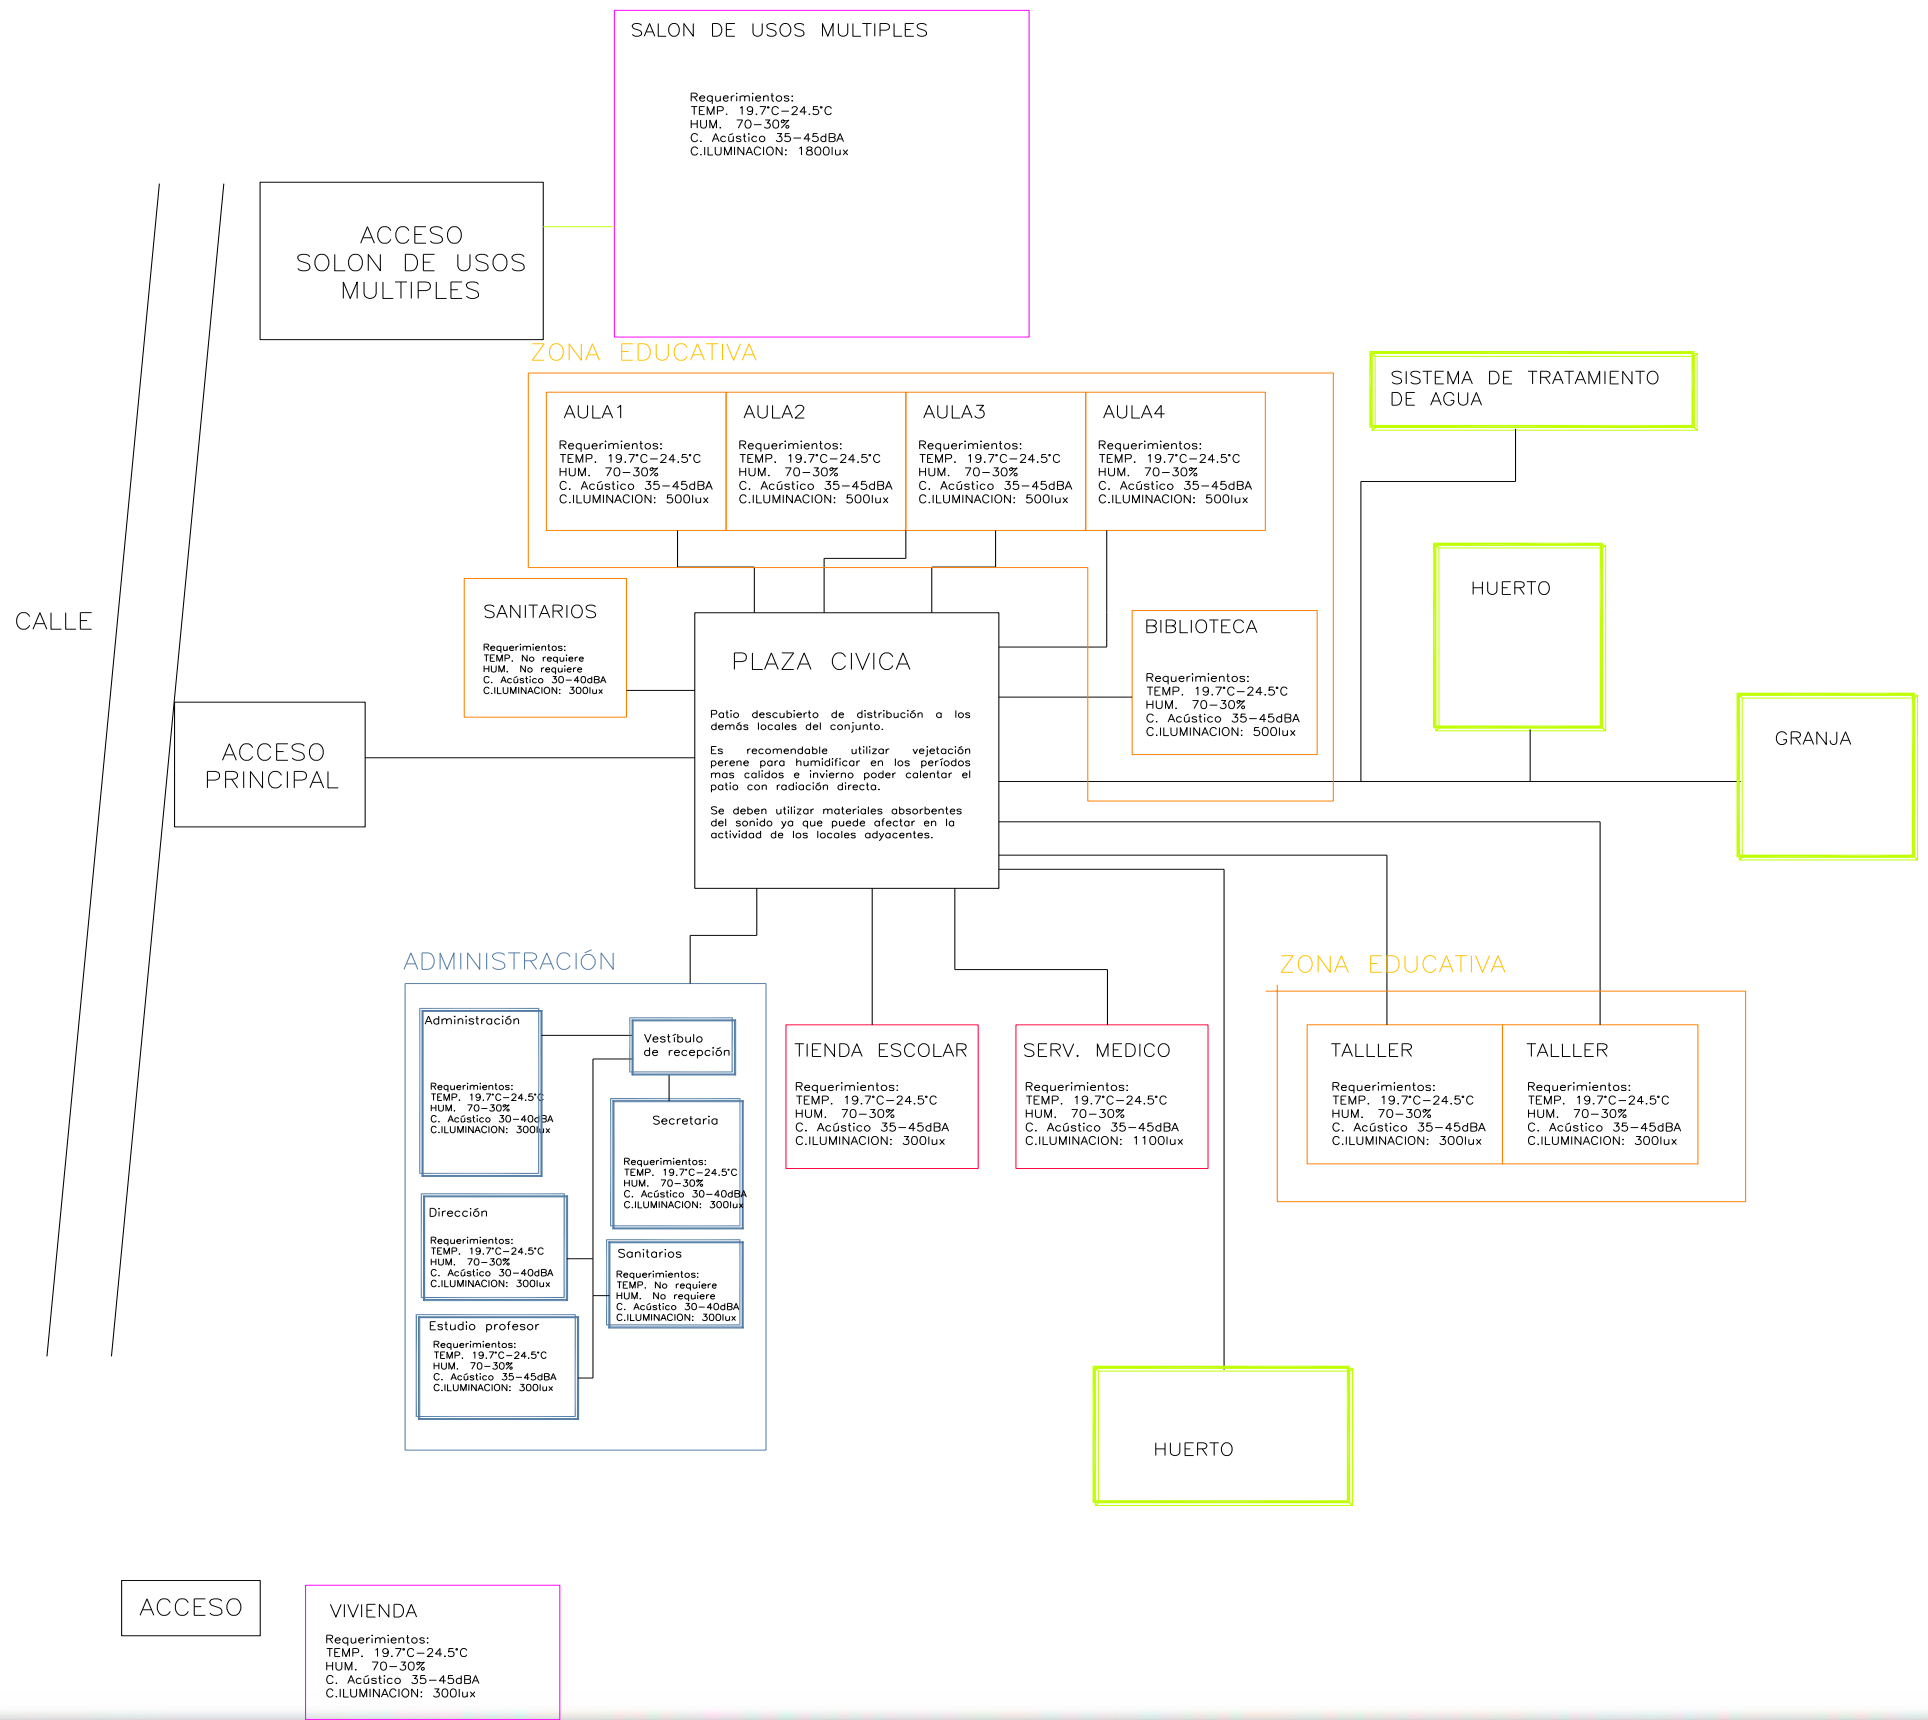 SALON DE USOS MULTIPLES
Requerimientos:
TEMP. 19.7°C-24.5°C
HUM. 70-30%
C. Acústico 35-45dBA
C.ILUMINACION: 1800lux
ACCESO
SOLON DE USOS
MULTIPLES
ZONA EDUCATIVA
AULA1
Requerimientos:
TEMP. 19.7°C-24.5°C
HUM. 70-30%
C. Acústico 35-45dBA
C.ILUMINACION: 500lux
AULA2
Requerimientos:
TEMP. 19.7°C-24.5°C
HUM. 70-30%
C. Acústico 35-45dBA
C.ILUMINACION: 500lux
AULA3
Requerimientos:
TEMP. 19.7°C-24.5°C
HUM. 70-30%
C. Acústico 35-45dBA
C.ILUMINACION: 500lux
AULA4
Requerimientos:
TEMP. 19.7°C-24.5°C
HUM. 70-30%
C. Acústico 35-45dBA
C.ILUMINACION: 500lux
SISTEMA DE TRATAMIENTO
DE AGUA
HUERTO
CALLE
SANITARIOS
Requerimientos:
TEMP. No requiere
HUM. No requiere
C. Acústico 30-40dBA
C.ILUMINACION: 300lux
PLAZA CIVICA
Patio descubierto de distribución a los
demás locales del conjunto.
Es recomendable utilizar vejetación
perene para humidificar en los períodos
mas calidos e invierno poder calentar el
patio con radiación directa.
Se deben utilizar materiales absorbentes
del sonido ya que puede afectar en la
actividad de los locales adyacentes.
BIBLIOTECA
Requerimientos:
TEMP. 19.7°C-24.5°C
HUM. 70-30%
C. Acústico 35-45dBA
C.ILUMINACION: 500lux
GRANJA
ACCESO
PRINCIPAL
ADMINISTRACIÓN
Administración
Requerimientos:
TEMP. 19.7°C-24.5°C
HUM. 70-30%
C. Acústico 30-40dBA
C.ILUMINACION: 300lux
Vestíbulo
de recepción
Secretaria
Requerimientos:
TEMP. 19.7°C-24.5°C
HUM. 70-30%
C. Acústico 30-40dBA
C.ILUMINACION: 300lux
Dirección
Requerimientos:
TEMP. 19.7°C-24.5°C
HUM. 70-30%
C. Acústico 30-40dBA
C.ILUMINACION: 300lux
Sanitarios
Requerimientos:
TEMP. No requiere
HUM. No requiere
C. Acústico 30-40dBA
C.ILUMINACION: 300lux
Estudio profesor
Requerimientos:
TEMP. 19.7°C-24.5°C
HUM. 70-30%
C. Acústico 35-45dBA
C.ILUMINACION: 300lux
TIENDA ESCOLAR
Requerimientos:
TEMP. 19.7°C-24.5°C
HUM. 70-30%
C. Acústico 35-45dBA
C.ILUMINACION: 300lux
SERV. MEDICO
Requerimientos:
TEMP. 19.7°C-24.5°C
HUM. 70-30%
C. Acústico 35-45dBA
C.ILUMINACION: 1100lux
ZONA EDUCATIVA
TALLLER
Requerimientos:
TEMP. 19.7°C-24.5°C
HUM. 70-30%
C. Acústico 35-45dBA
C.ILUMINACION: 300lux
TALLLER
Requerimientos:
TEMP. 19.7°C-24.5°C
HUM. 70-30%
C. Acústico 35-45dBA
C.ILUMINACION: 300lux
HUERTO
ACCESO
VIVIENDA
Requerimientos:
TEMP. 19.7°C-24.5°C
HUM. 70-30%
C. Acústico 35-45dBA
C.ILUMINACION: 300lux